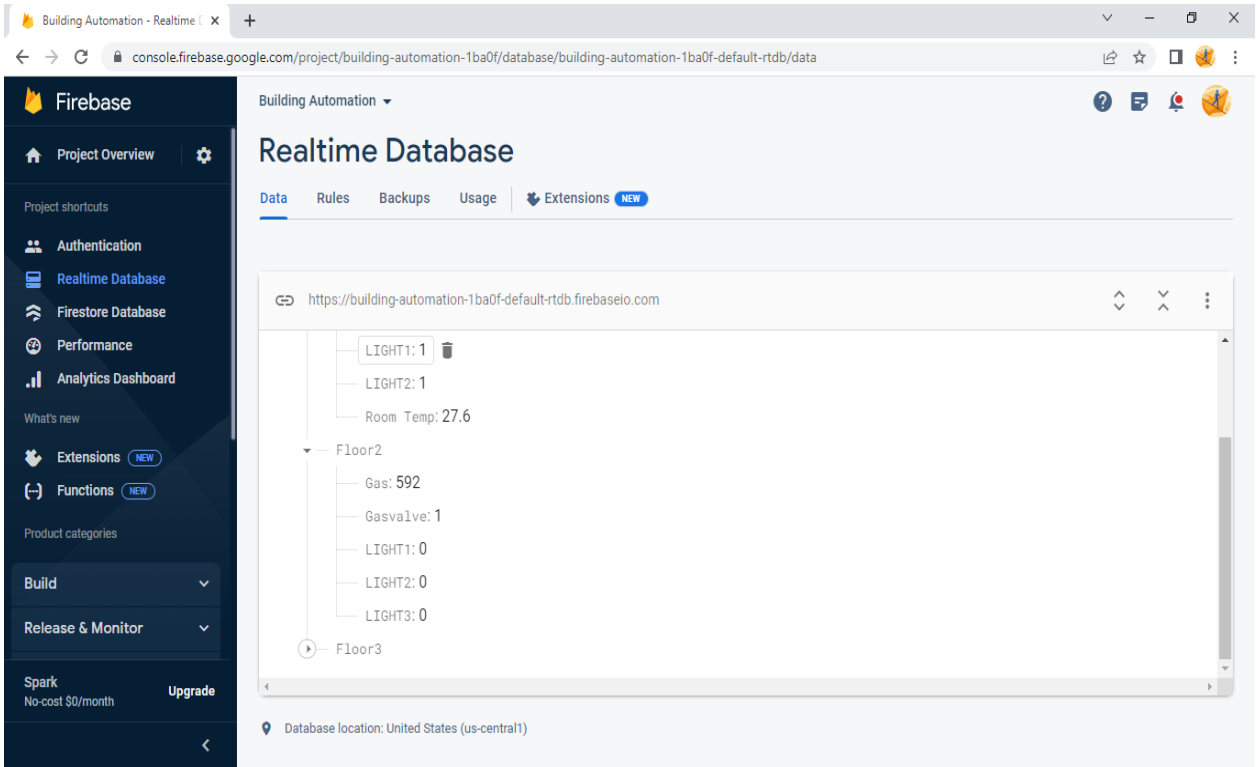 Building Automation - Realtime D
console.firebase.google.com/project/building-automation-1ba0f/database/building-automation-1ba0f-default-rtdb/data
Firebase
Project Overview
Project shortcuts
Authentication
Realtime Database
Firestore Database
Performance
Analytics Dashboard
What's new
Extensions NEW
Functions NEW
Product categories
Build
Release & Monitor
Spark
No-cost $0/month
Upgrade
Building Automation
Realtime Database
Data Rules Backups Usage Extensions NEW
https://building-automation-1ba0f-default-rtdb.firebaseio.com
LIGHT1: 1
LIGHT2: 1
Room Temp: 27.6
Floor2
Gas: 592
Gasvalve: 1
LIGHT1: 0
LIGHT2: 0
LIGHT3: 0
Floor3
Database location: United States (us-central1)